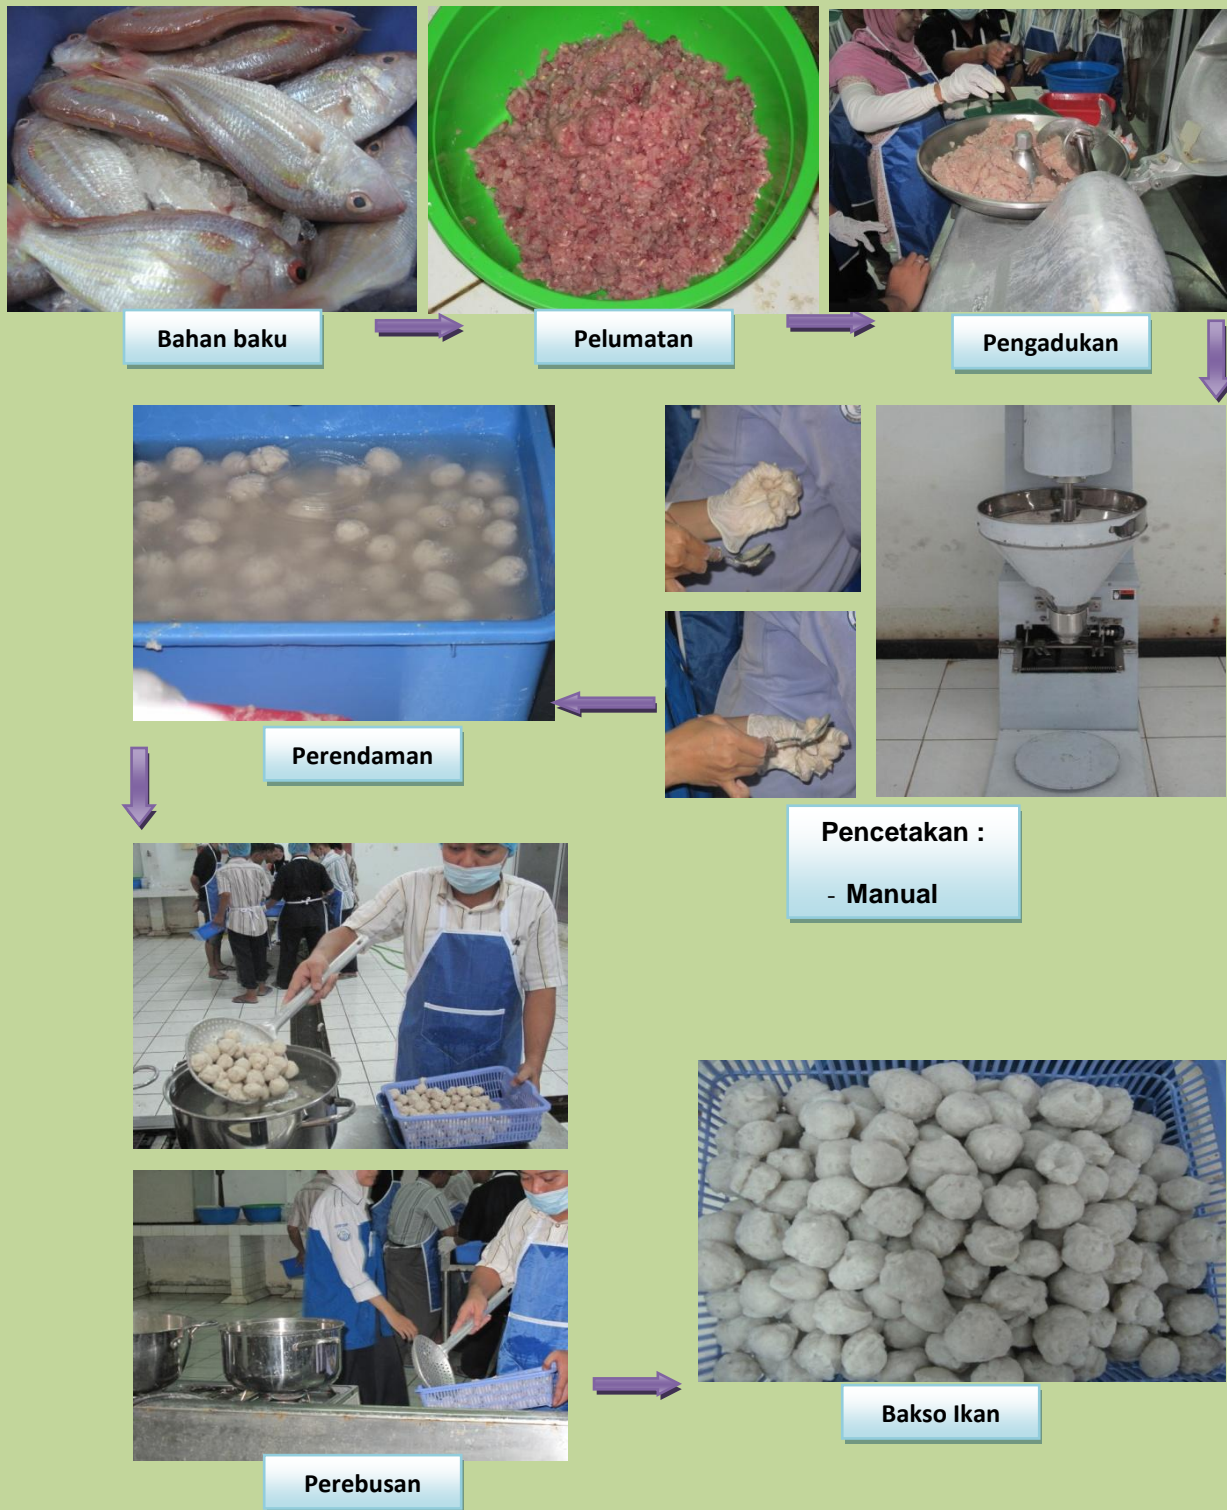 Bahan baku
Pelumatan
Pengadukan
Perendaman
Pencetakan :
- Manual
Perebusan
Bakso Ikan